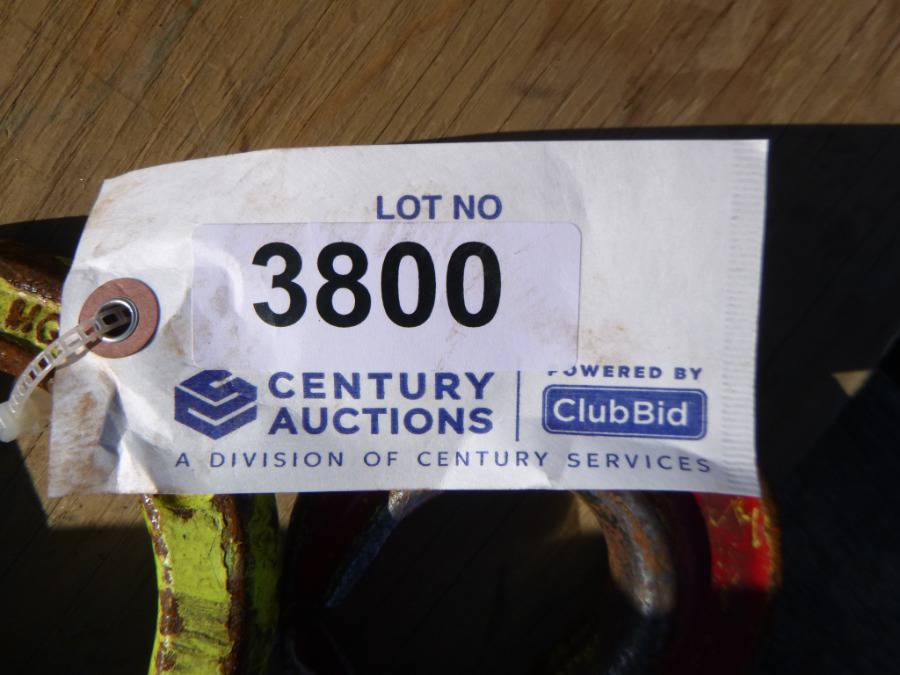 LOT NO
3800
CENTURY AUCTIONS
POWERED BY
ClubBid
A DIVISION OF CENTURY SERVICES